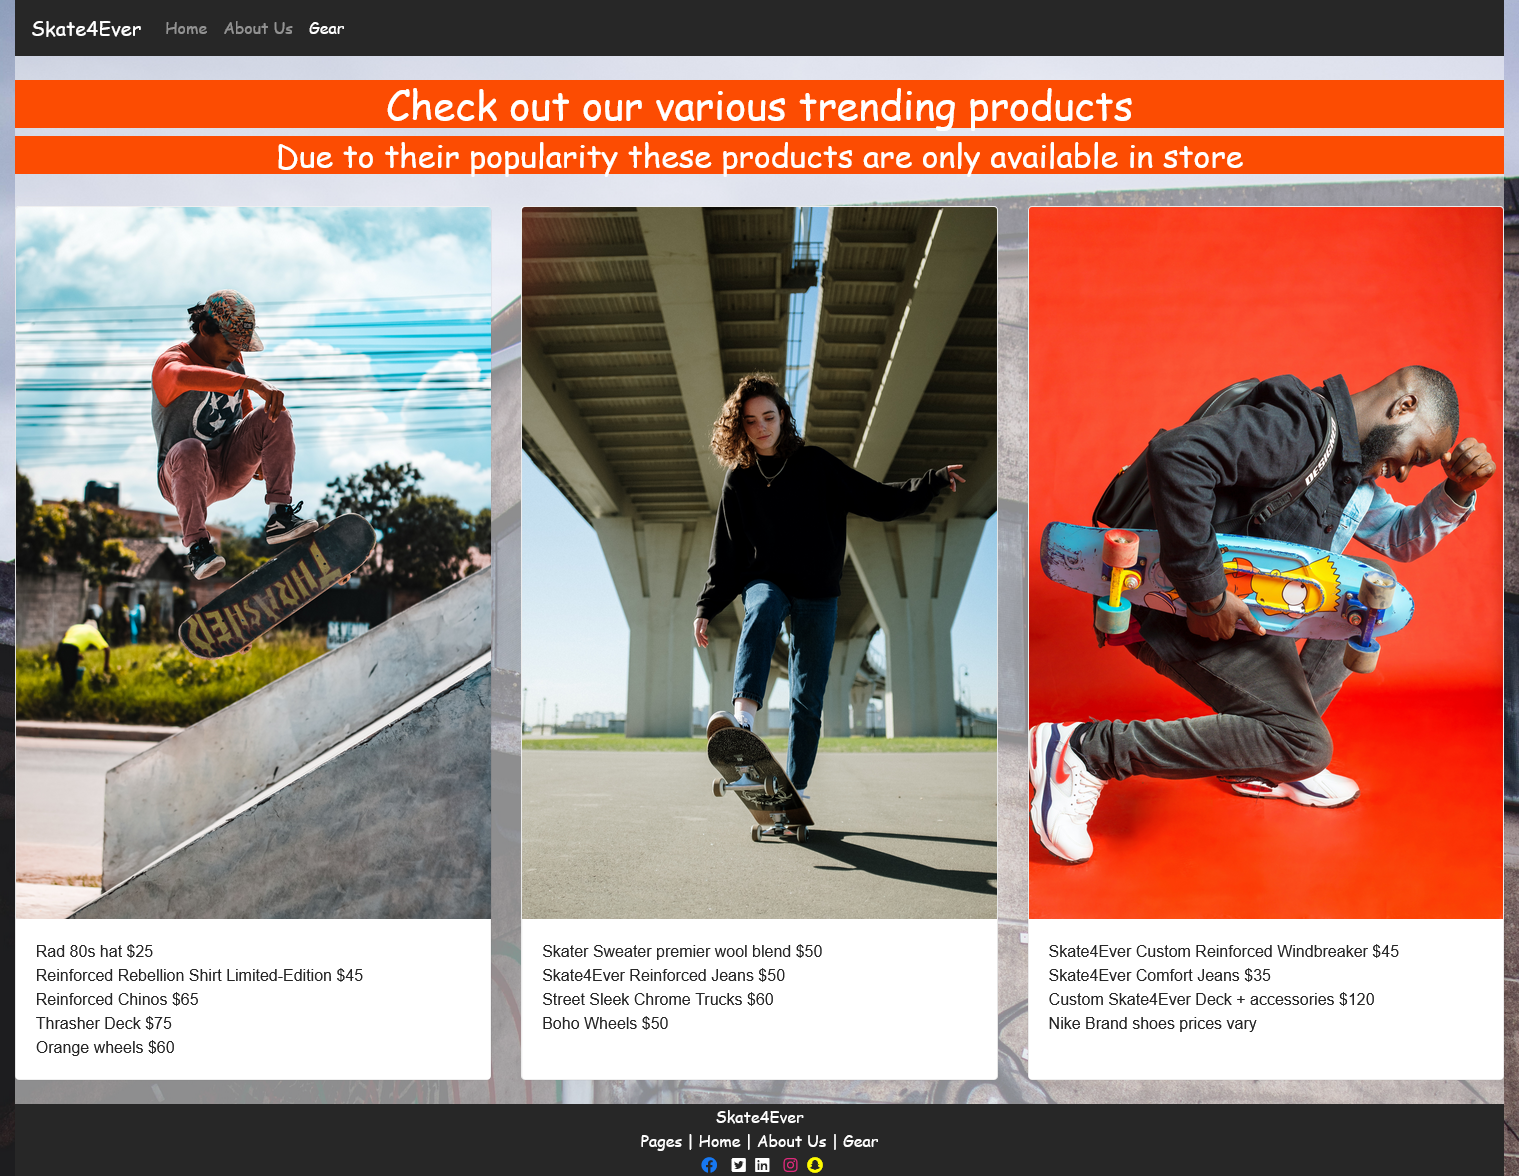 Skate4Ever Home About Us Gear
Check out our various trending products
Due to their popularity these products are only available in store
THRASHER
DESIGNED
Rad 80s hat $25
Reinforced Rebellion Shirt Limited-Edition $45
Reinforced Chinos $65
Thrasher Deck $75
Orange wheels $60
Skater Sweater premier wool blend $50
Skate4Ever Reinforced Jeans $50
Street Sleek Chrome Trucks $60
Boho Wheels $50
Skate4Ever Custom Reinforced Windbreaker $45
Skate4Ever Comfort Jeans $35
Custom Skate4Ever Deck + accessories $120
Nike Brand shoes prices vary
Skate4Ever
Pages | Home | About Us | Gear